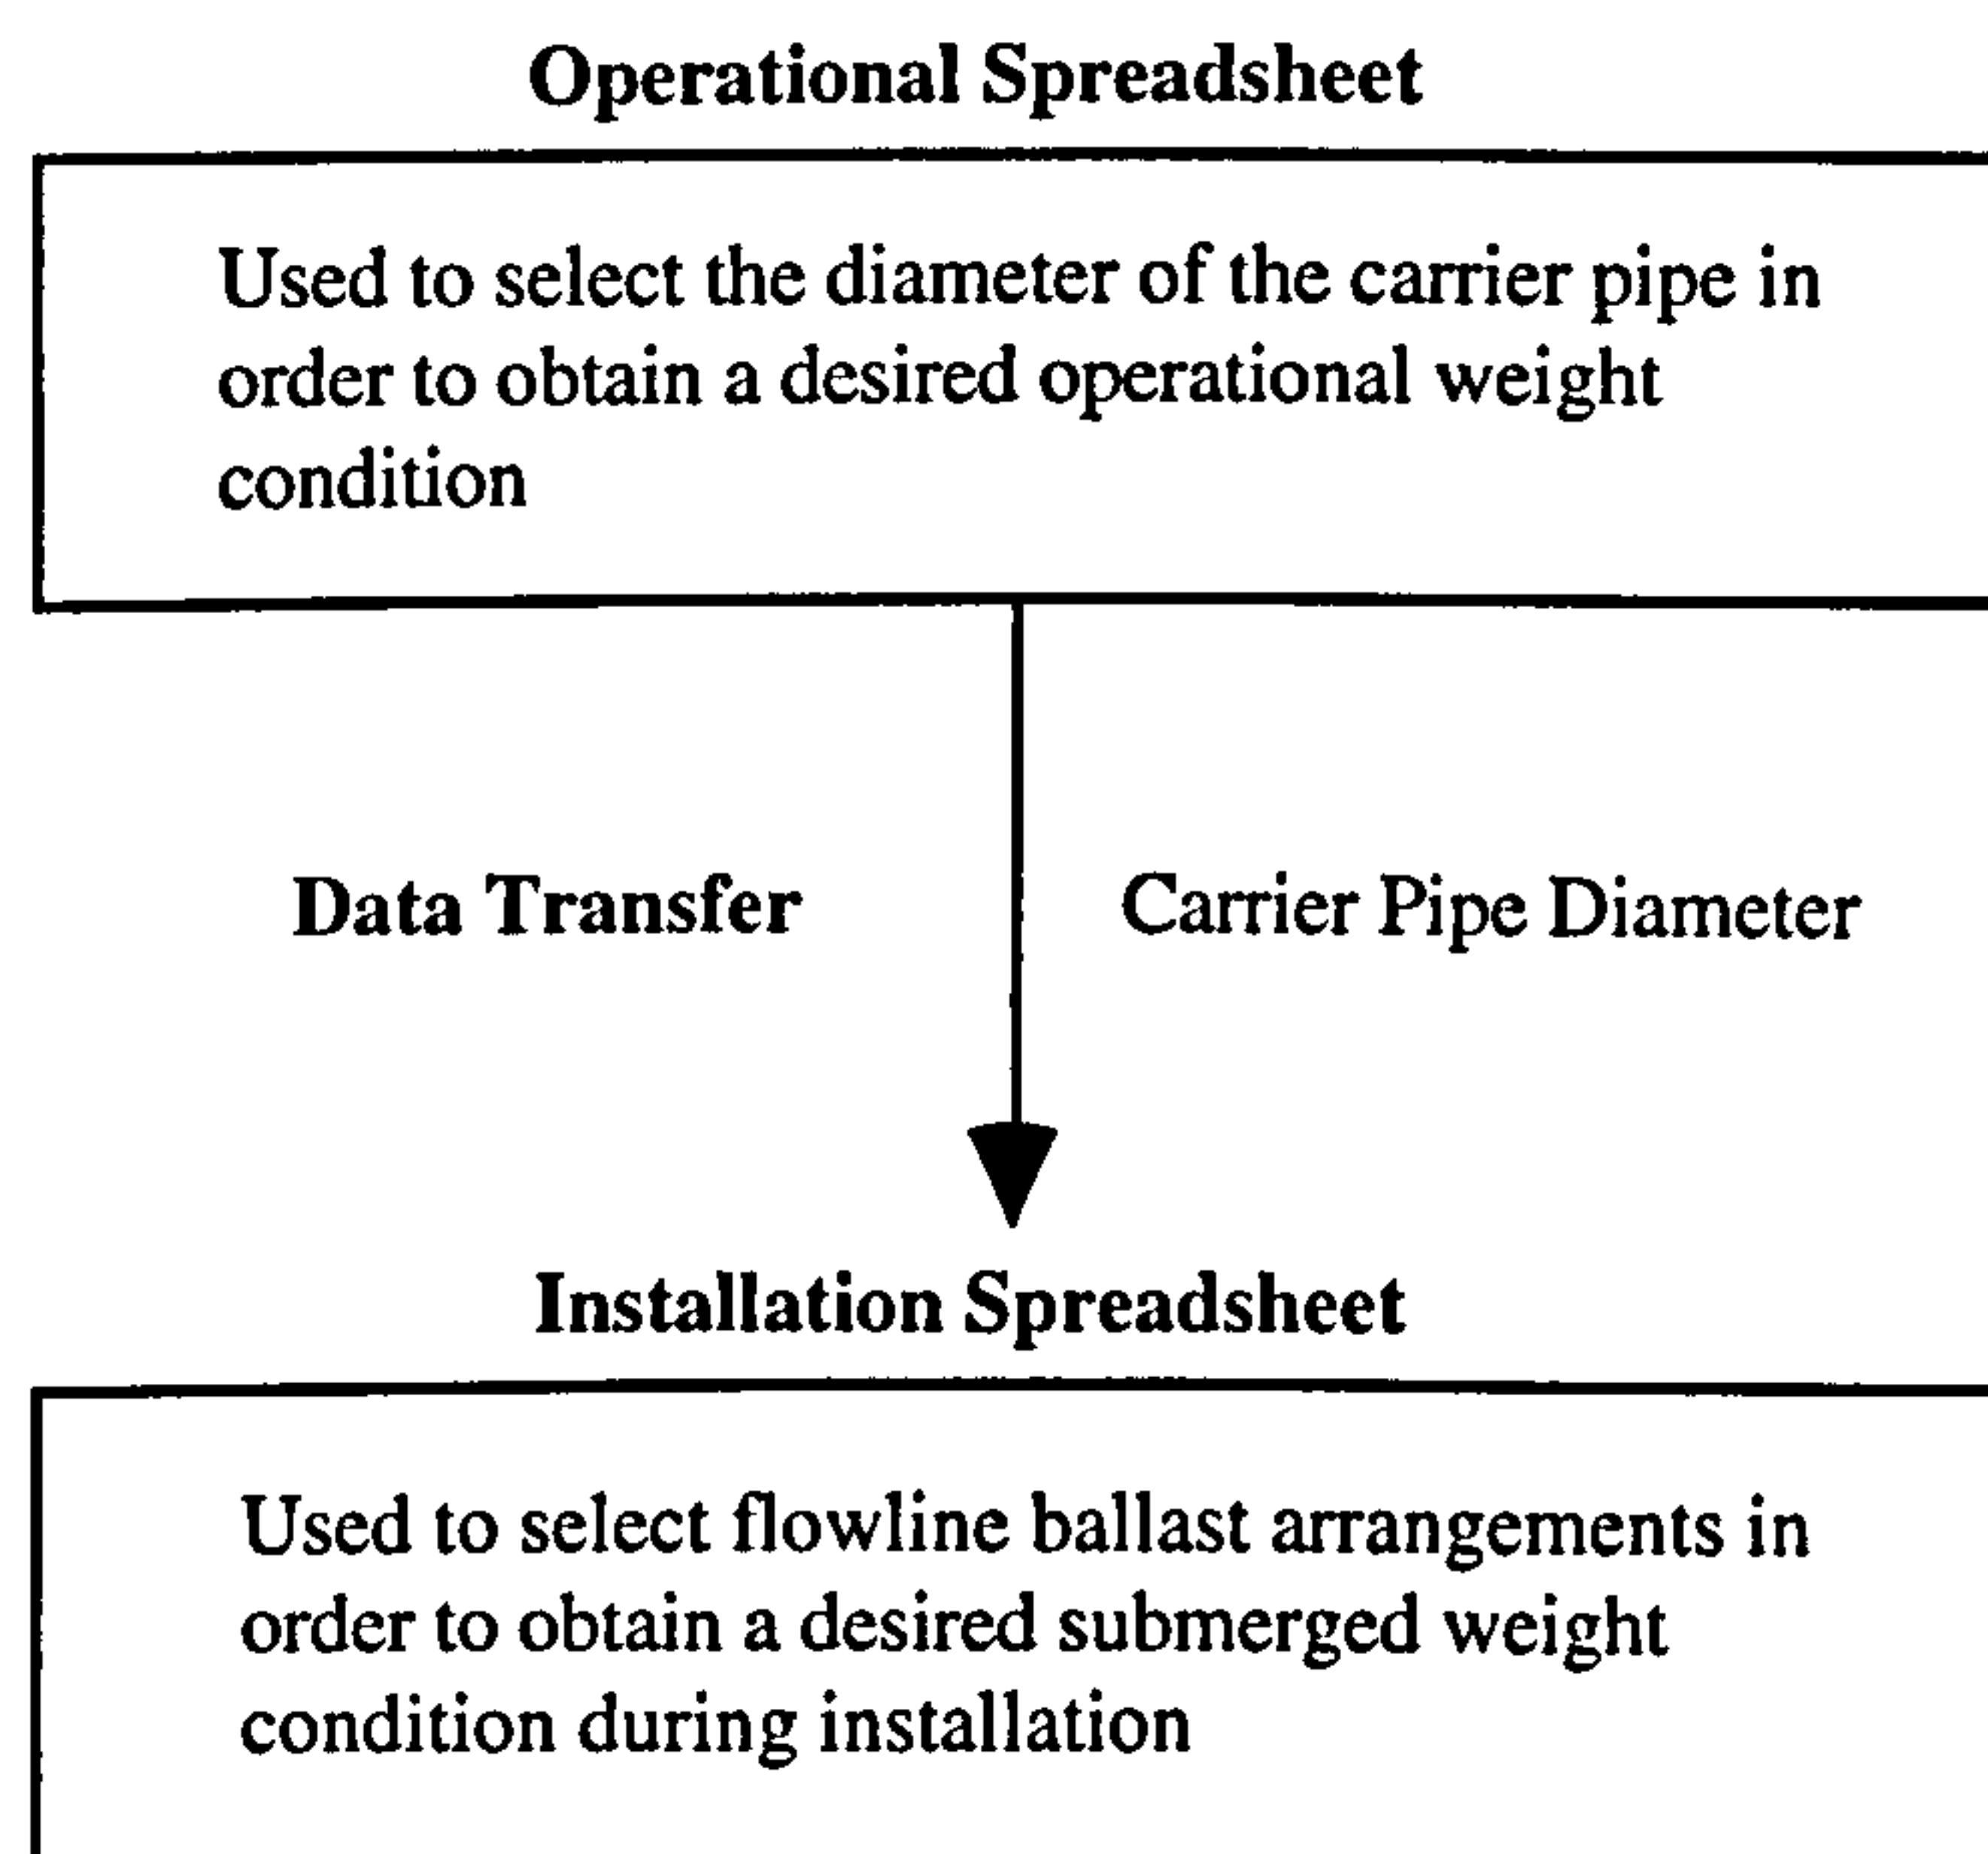 Operational Spreadsheet
Used to select the diameter of the carrier pipe in
order to obtain a desired operational weight
condition
Data Transfer Carrier Pipe Diameter
Installation Spreadsheet
Used to select flowline ballast arrangements in
order to obtain a desired submerged weight
condition during installation